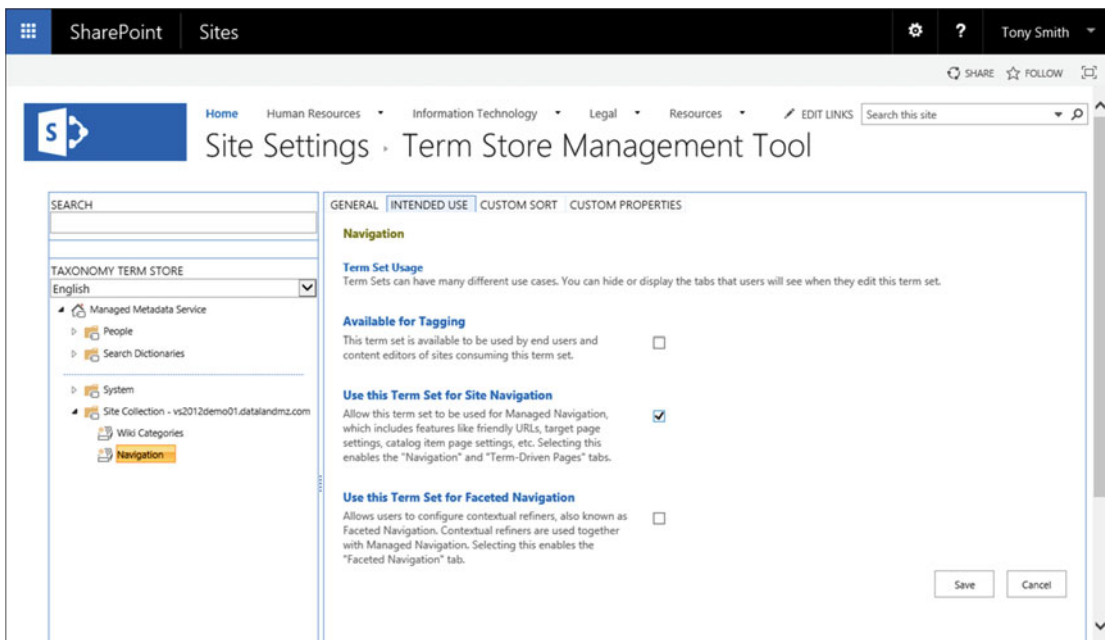 SharePoint Sites ? Tony Smith
SHARE FOLLOW
S
Home Human Resources Information Technology Legal Resources EDIT LINKS Search this site
Site Settings Term Store Management Tool
SEARCH
TAXONOMY TERM STORE
English
Managed Metadata Service
People
Search Dictionaries
System
Site Collection - vs2012demo01.datalandmz.com
Wiki Categories
Navigation
GENERAL INTENDED USE CUSTOM SORT CUSTOM PROPERTIES
Navigation
Term Set Usage
Term Sets can have many different use cases. You can hide or display the tabs that users will see when they edit this term set.
Available for Tagging
This term set is available to be used by end users and
content editors of sites consuming this term set.
Use this Term Set for Site Navigation
Allow this term set to be used for Managed Navigation,
which includes features like friendly URLs, target page
settings, catalog item page settings, etc. Selecting this
enables the "Navigation" and "Term-Driven Pages" tabs.
Use this Term Set for Faceted Navigation
Allows users to configure contextual refiners, also known as
Faceted Navigation. Contextual refiners are used together
with Managed Navigation. Selecting this enables the
"Faceted Navigation" tab.
Save Cancel